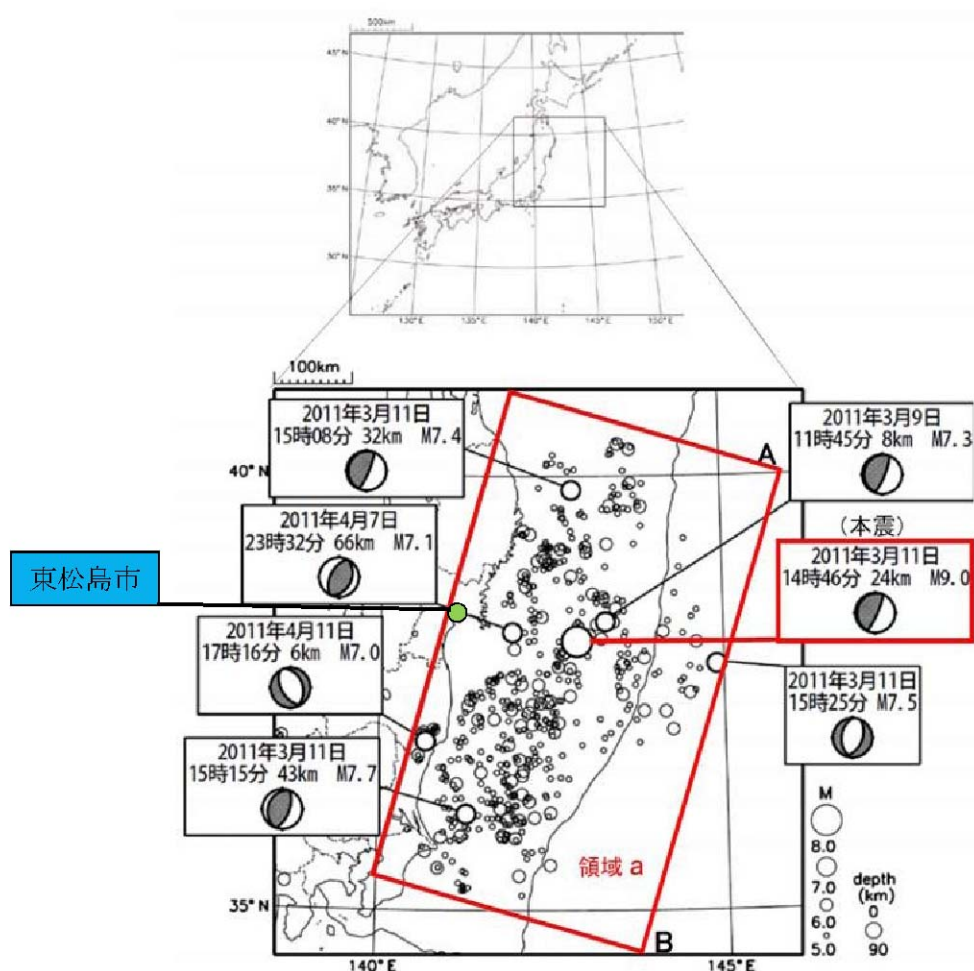 500km
45°N
40°N
35°N
30°N
130°E
135°E
140°E
145°E
150°E
100km
2011年3月11日
15時08分 32km M7.4
2011年3月9日
11時45分 8km M7.3
A
40°N
(本震)
2011年4月7日
23時32分 66km M7.1
2011年3月11日
14時46分 24km M9.0
東松島市
2011年4月11日
17時16分 6km M7.0
2011年3月11日
15時25分 M7.5
2011年3月11日
15時15分 43km M7.7
領域 a
M
8.0
7.0
6.0
5.0
depth
(km)
0
90
35°N
B
140°E
145°E